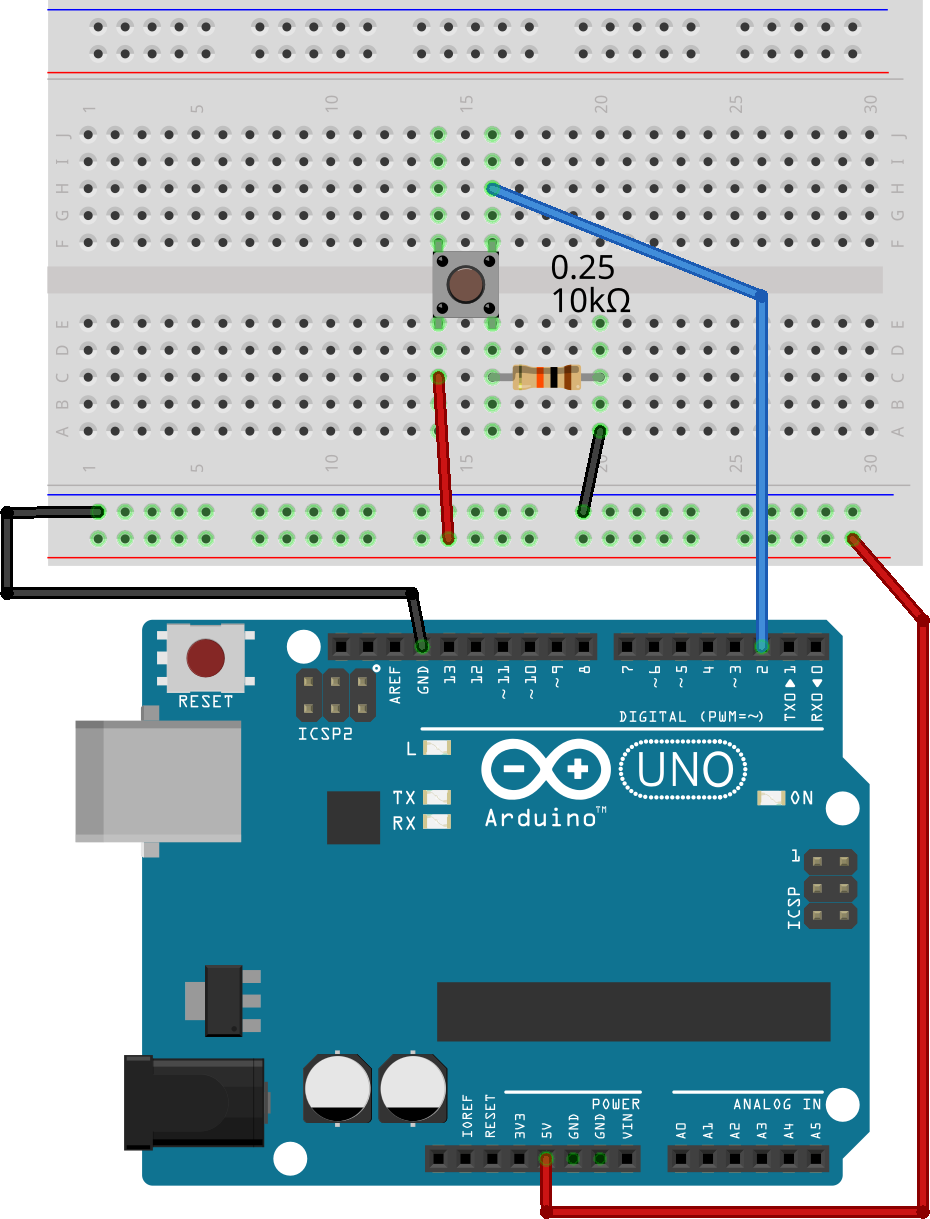 1 5 10 15 20 25 30
J J
I I
H H
G G
F F
0.25
10kΩ
E E
D D
C C
B B
A A
1 5 10 15 20 25 30
RESET
ICSP2
AREF GND 13 12 ~11 ~10 ~9 8 7 ~6 ~5 4 ~3 2 TX0▶1 RX0◀0
DIGITAL (PWM=~)
L
TX
RX
UNO
Arduino™
ON
1
ICSP
POWER
ANALOG IN
IOREF RESET 3V3 5V GND GND VIN A0 A1 A2 A3 A4 A5